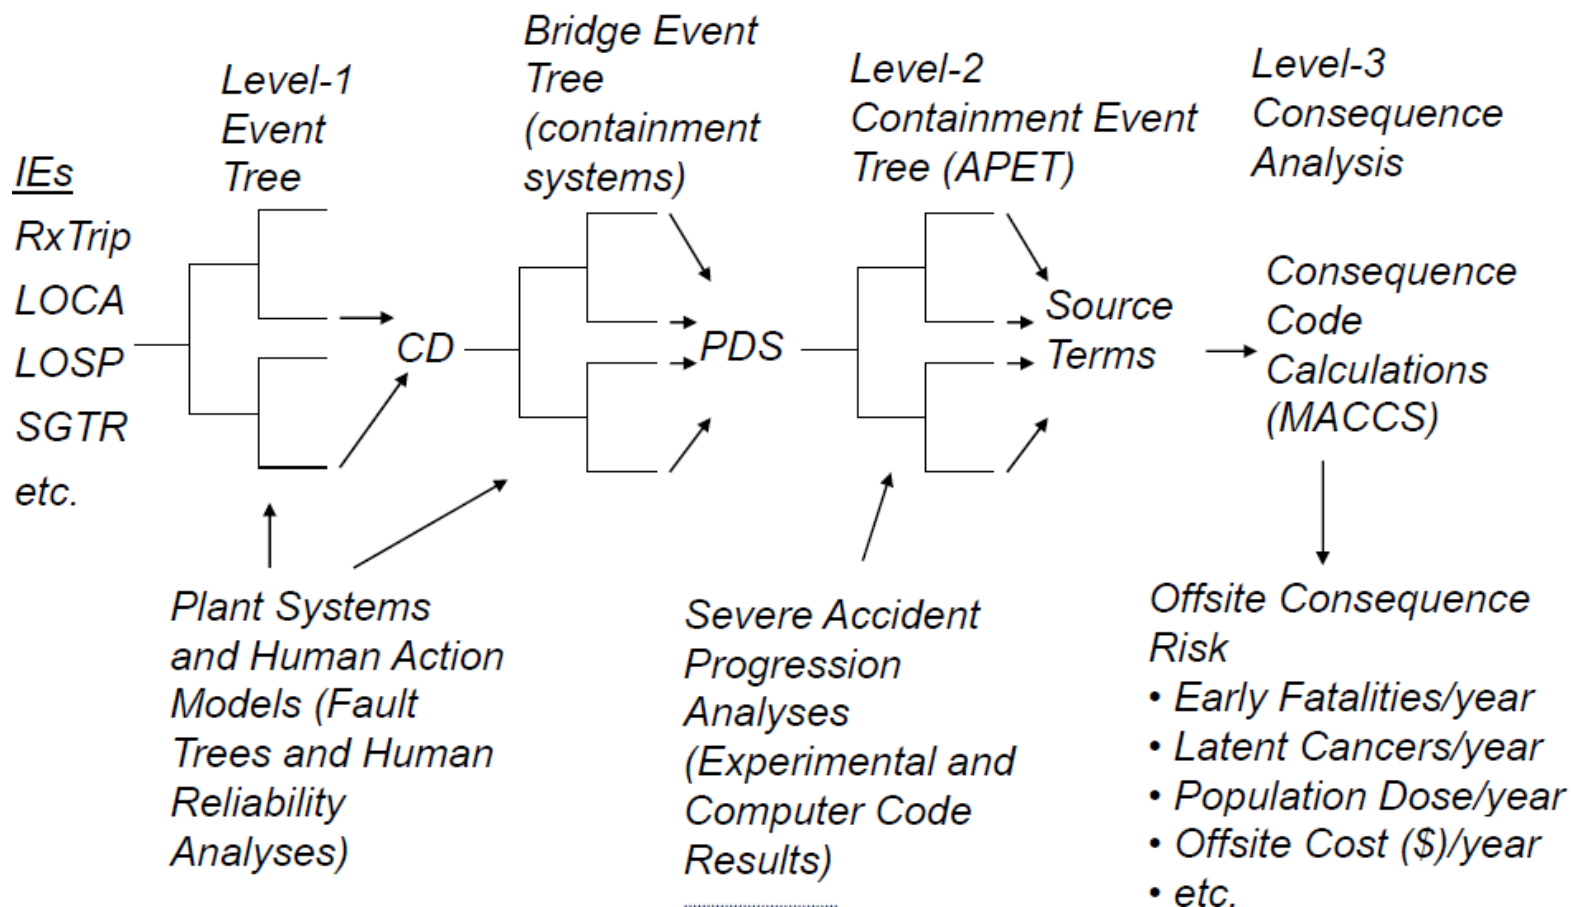 IEs
RxTrip
LOCA
LOSP
SGTR
etc.
Level-1
Event
Tree
CD
Bridge Event
Tree
(containment
systems)
PDS
Level-2
Containment Event
Tree (APET)
Source
Terms
Level-3
Consequence
Analysis
Consequence
Code
Calculations
(MACCS)
Plant Systems
and Human Action
Models (Fault
Trees and Human
Reliability
Analyses)
Severe Accident
Progression
Analyses
(Experimental and
Computer Code
Results)
Offsite Consequence
Risk
• Early Fatalities/year
• Latent Cancers/year
• Population Dose/year
• Offsite Cost ($)/year
• etc.